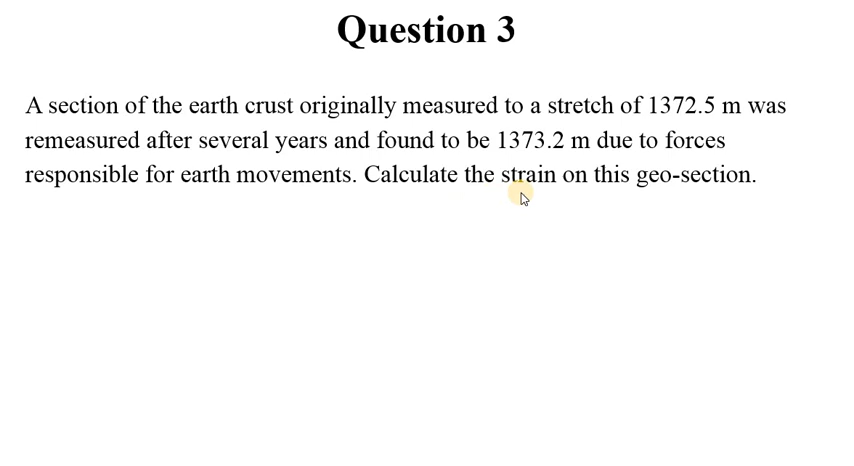 Question 3
A section of the earth crust originally measured to a stretch of 1372.5 m was
remeasured after several years and found to be 1373.2 m due to forces
responsible for earth movements. Calculate the strain on this geo-section.